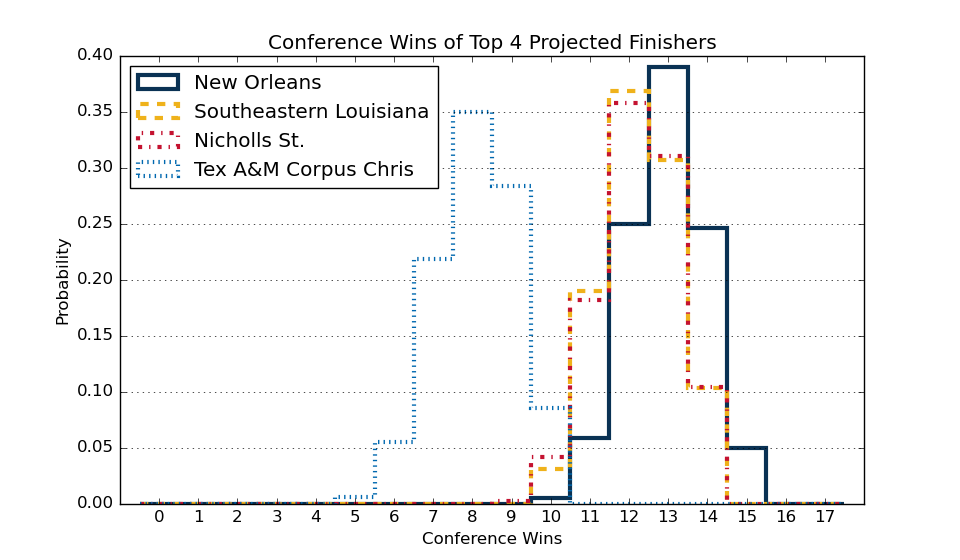 Conference Wins of Top 4 Projected Finishers
New Orleans
Southeastern Louisiana
Nicholls St.
Tex A&M Corpus Chris
Probability
0.40
0.35
0.30
0.25
0.20
0.15
0.10
0.05
0.00
0 1 2 3 4 5 6 7 8 9 10 11 12 13 14 15 16 17
Conference Wins